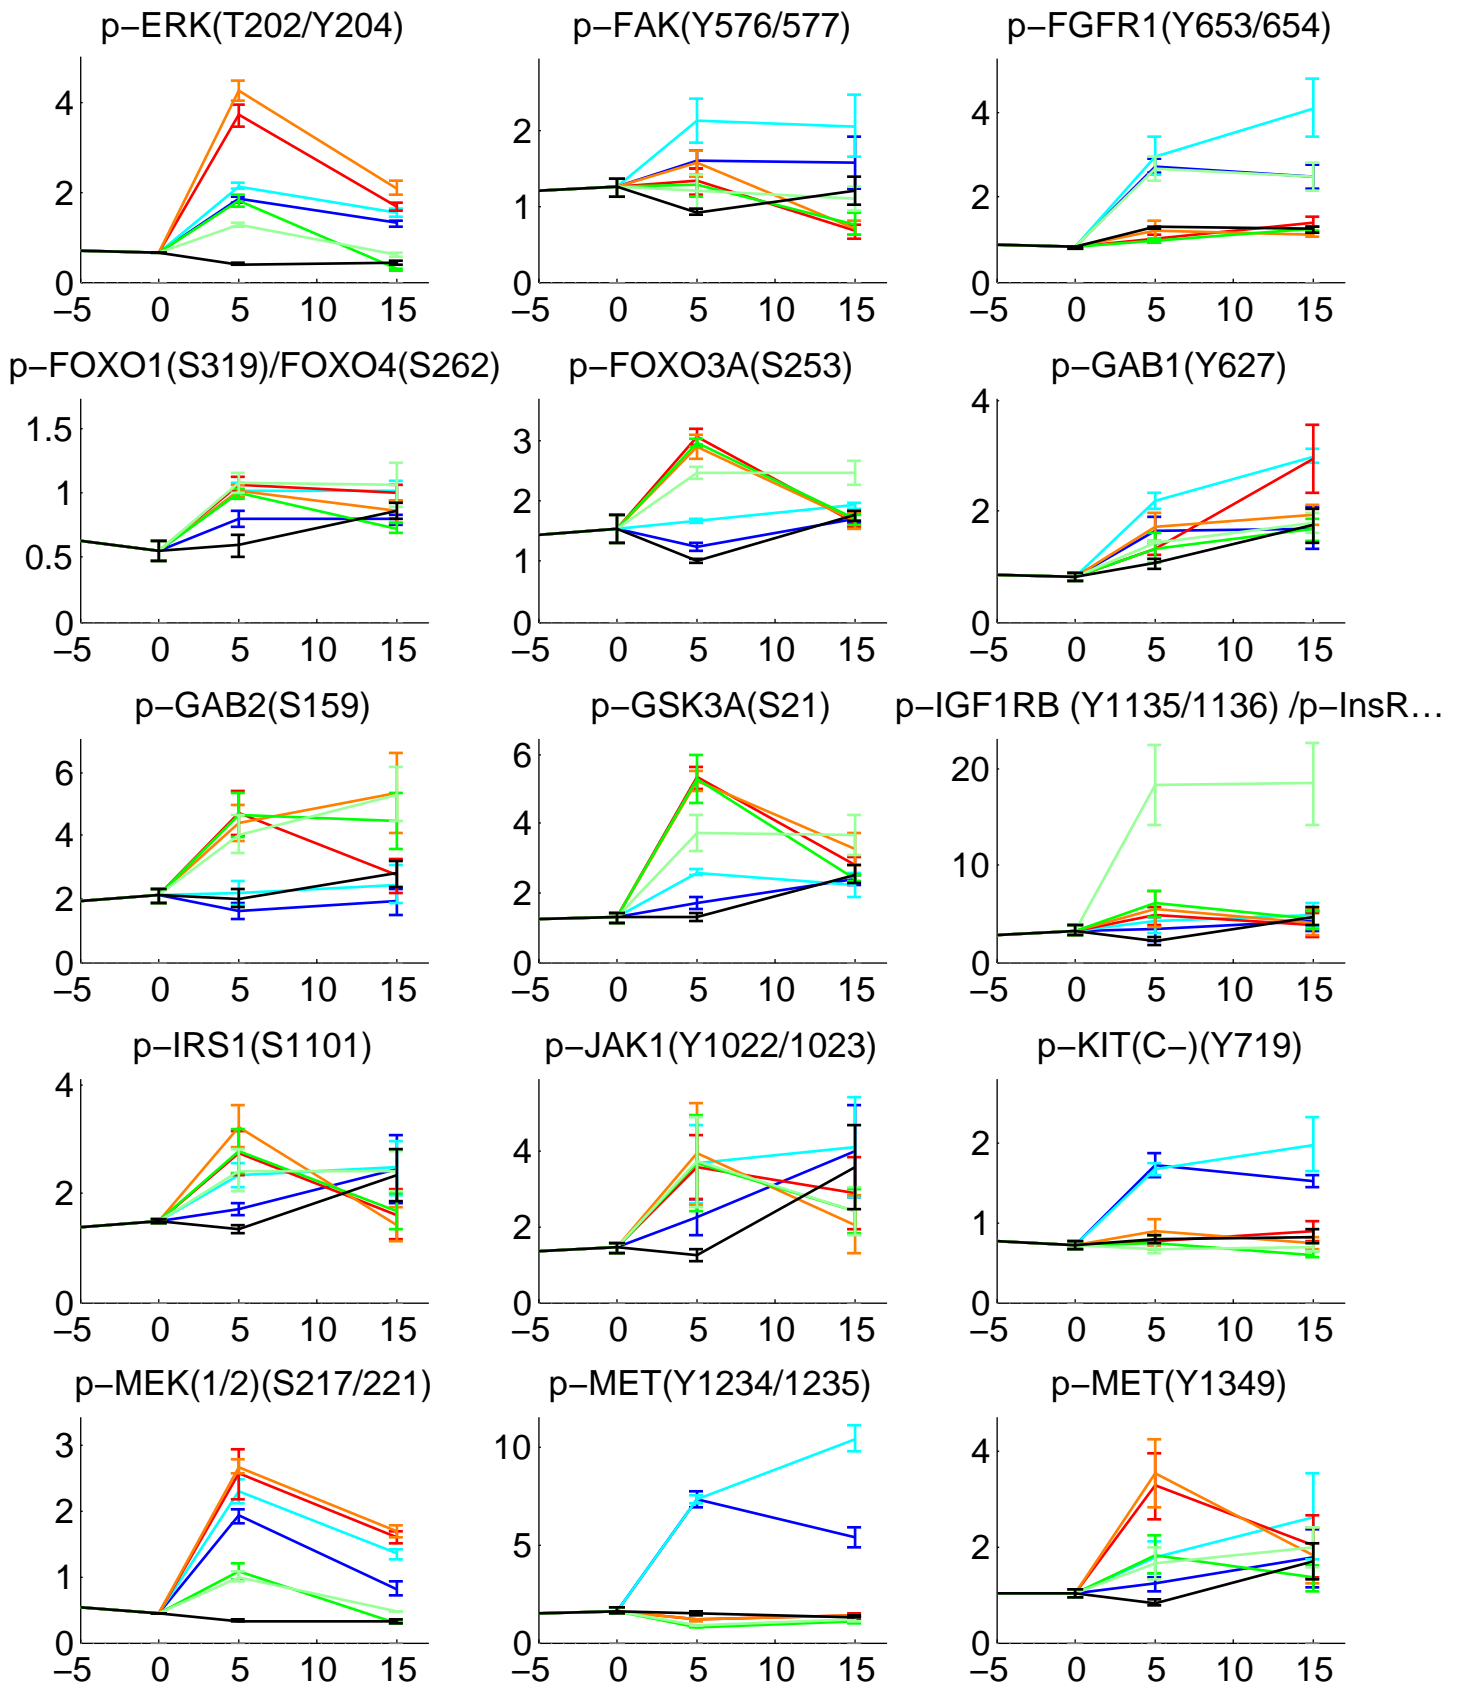 p−ERK(T202/Y204) p−FAK(Y576/577) p−FGFR1(Y653/654)
4 2 4
2 1 2
0 0 0
−5 0 5 10 15 −5 0 5 10 15 −5 0 5 10 15
p−FOXO1(S319)/FOXO4(S262) p−FOXO3A(S253) p−GAB1(Y627)
1.5 3 4
1 2 2
0.5 1
0 0 0
−5 0 5 10 15 −5 0 5 10 15 −5 0 5 10 15
p−GAB2(S159) p−GSK3A(S21) p−IGF1RB (Y1135/1136) /p−InsR…
6 6 20
4 4 10
2 2
0 0 0
−5 0 5 10 15 −5 0 5 10 15 −5 0 5 10 15
p−IRS1(S1101) p−JAK1(Y1022/1023) p−KIT(C−)(Y719)
4 4 2
2 2 1
0 0 0
−5 0 5 10 15 −5 0 5 10 15 −5 0 5 10 15
p−MEK(1/2)(S217/221) p−MET(Y1234/1235) p−MET(Y1349)
3 10 4
2 5 2
1
0 0 0
−5 0 5 10 15 −5 0 5 10 15 −5 0 5 10 15